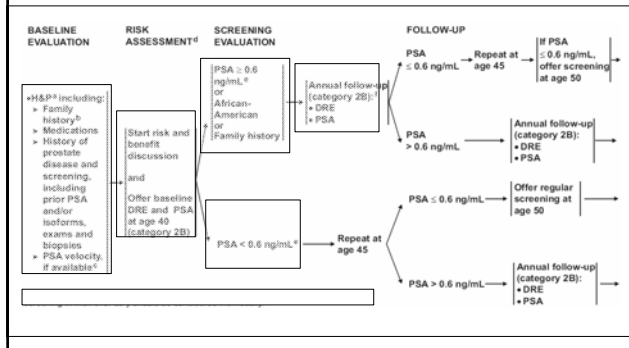 BASELINE
EVALUATION
RISK
ASSESSMENTd
SCREENING
EVALUATION
FOLLOW-UP
•H&Pa including:
➤ Family
historyb
➤ Medications
➤ History of
prostate
disease and
screening,
including
prior PSA
and/or
isoforms,
exams and
biopsies
➤ PSA velocity,
if availablec
Start risk and
benefit
discussion
and
Offer baseline
DRE and PSA
at age 40
(category 2B)
PSA ≥ 0.6
ng/mLe
or
African-
American
or
Family history
Annual follow-up
(category 2B):f
• DRE
• PSA
PSA
≤ 0.6 ng/mL
Repeat at
age 45
If PSA
≤ 0.6 ng/mL,
offer screening
at age 50
PSA
> 0.6 ng/mL
Annual follow-up
(category 2B):
• DRE
• PSA
PSA < 0.6 ng/mLe
Repeat at
age 45
PSA ≤ 0.6 ng/mL
Offer regular
screening at
age 50
PSA > 0.6 ng/mL
Annual follow-up
(category 2B):
• DRE
• PSA